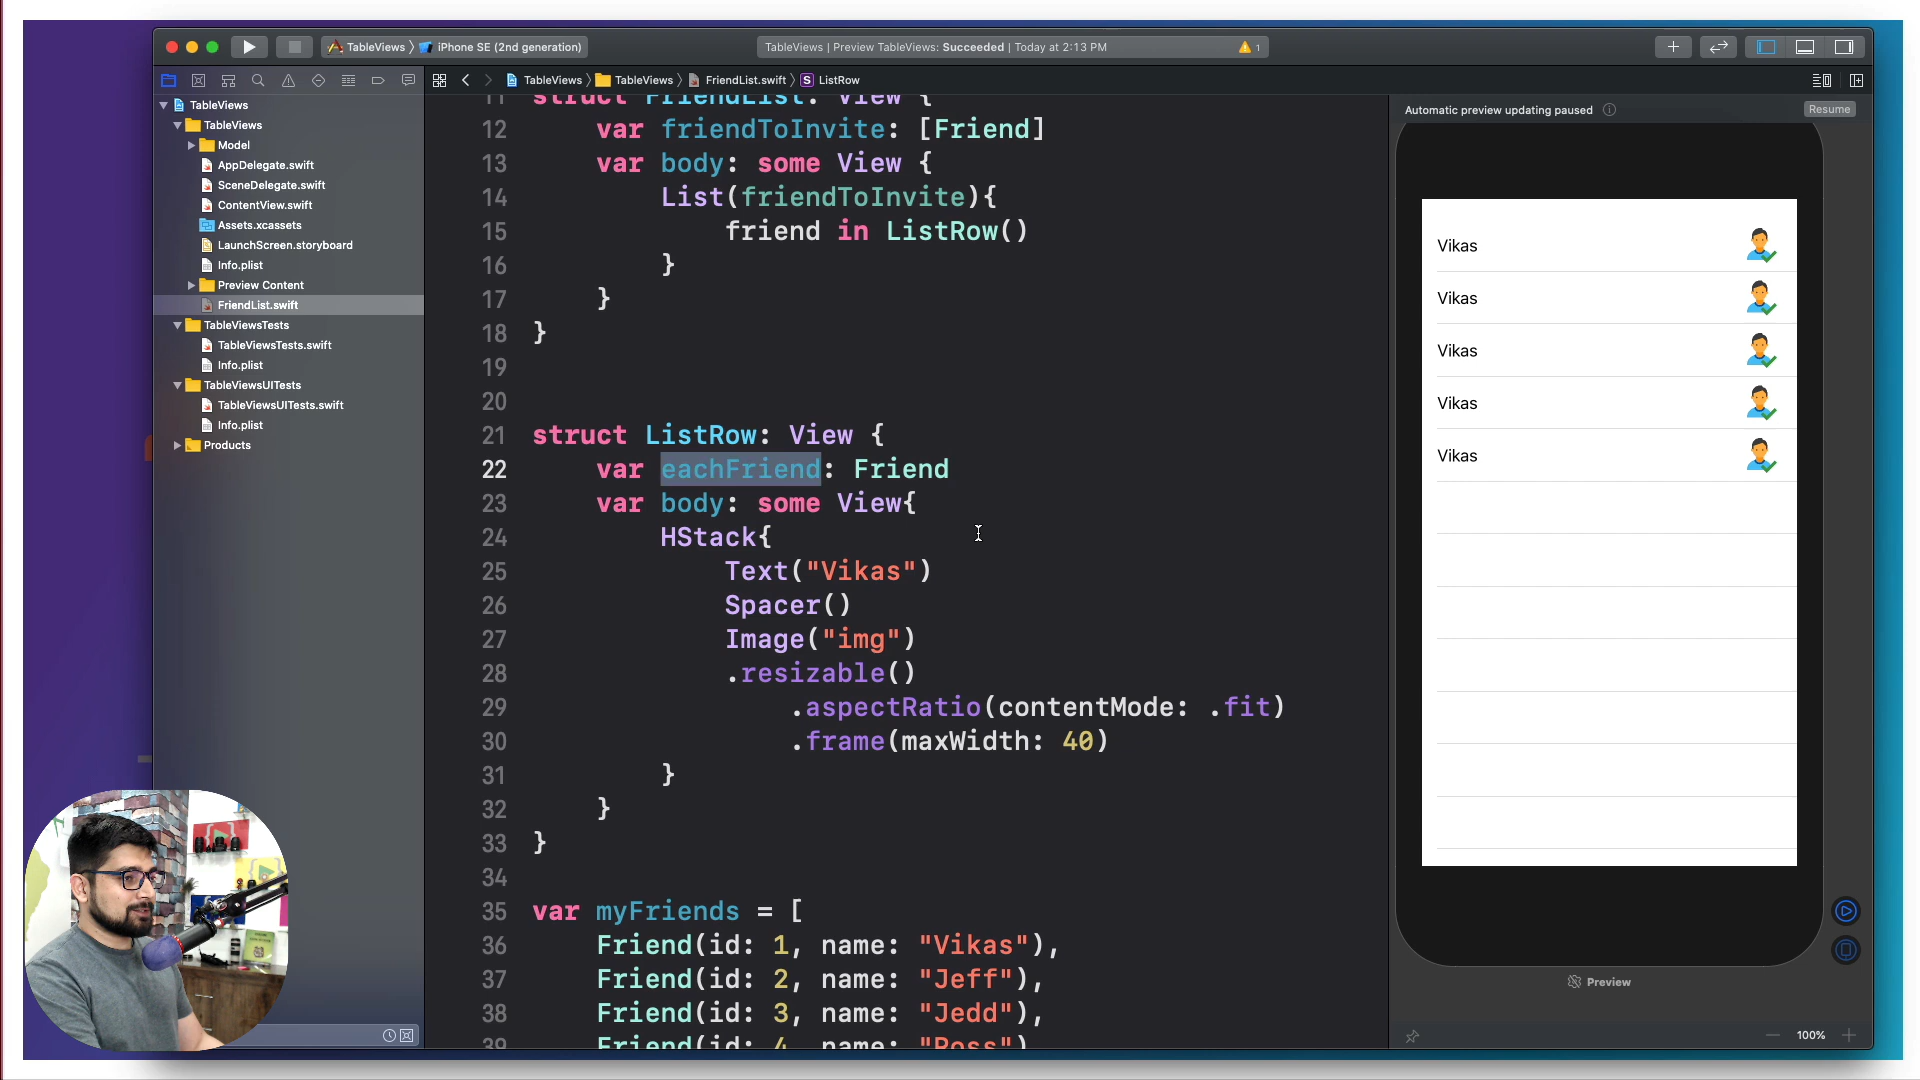 TableViews
iPhone SE (2nd generation)
TableViews | Preview TableViews: Succeeded | Today at 2:13 PM
1
TableViews
TableViews
FriendList.swift
S
ListRow
TableViews
TableViews
Model
AppDelegate.swift
SceneDelegate.swift
ContentView.swift
Assets.xcassets
LaunchScreen.storyboard
Info.plist
Preview Content
FriendList.swift
TableViewsTests
TableViewsTests.swift
Info.plist
TableViewsUITests
TableViewsUITests.swift
Info.plist
Products
11 struct FriendList: View {
12 var friendToInvite: [Friend]
13 var body: some View {
14 List(friendToInvite){
15 friend in ListRow()
16 }
17 }
18 }
19
20
21 struct ListRow: View {
22 var eachFriend: Friend
23 var body: some View{
24 HStack{
25 Text("Vikas")
26 Spacer()
27 Image("img")
28 .resizable()
29 .aspectRatio(contentMode: .fit)
30 .frame(maxWidth: 40)
31 }
32 }
33 }
34
35 var myFriends = [
36 Friend(id: 1, name: "Vikas"),
37 Friend(id: 2, name: "Jeff"),
38 Friend(id: 3, name: "Jedd"),
39 Friend(id: 4, name: "Ross")
Automatic preview updating paused
Resume
Vikas
Vikas
Vikas
Vikas
Vikas
Preview
100%